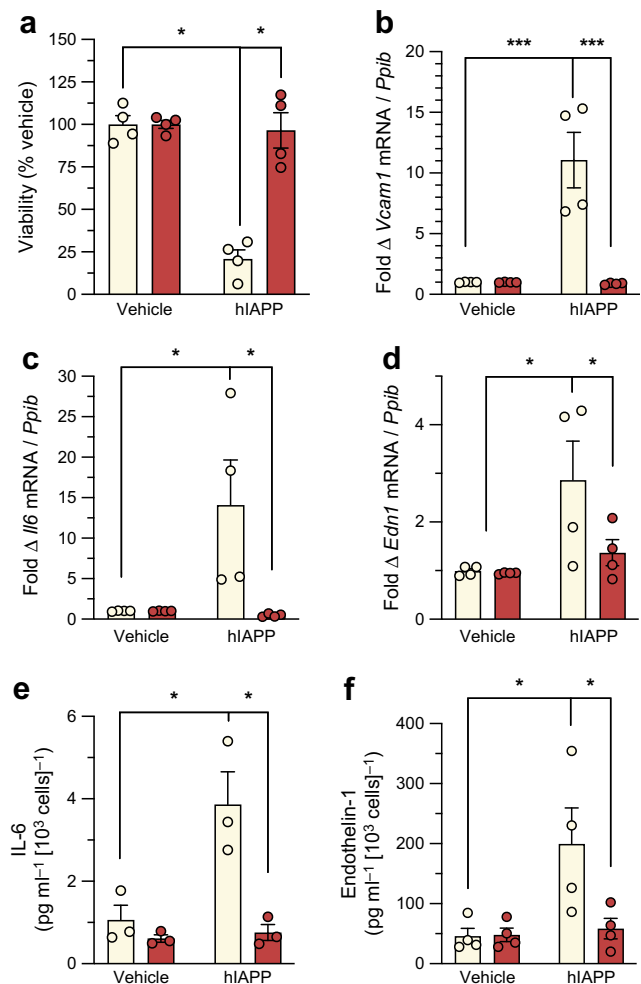 a
Viability (% vehicle)
150
125
100
75
50
25
0
* *
Vehicle hIAPP
b
Fold Δ Vcam1 mRNA / Ppib
20
15
10
5
0
*** ***
Vehicle hIAPP
c
Fold Δ Il6 mRNA / Ppib
30
25
20
15
10
5
0
* *
Vehicle hIAPP
d
Fold Δ Edn1 mRNA / Ppib
4
2
0
* *
Vehicle hIAPP
e
IL-6
(pg ml⁻¹ [10³ cells]⁻¹)
6
4
2
0
* *
Vehicle hIAPP
f
Endothelin-1
(pg ml⁻¹ [10³ cells]⁻¹)
400
300
200
100
0
* *
Vehicle hIAPP